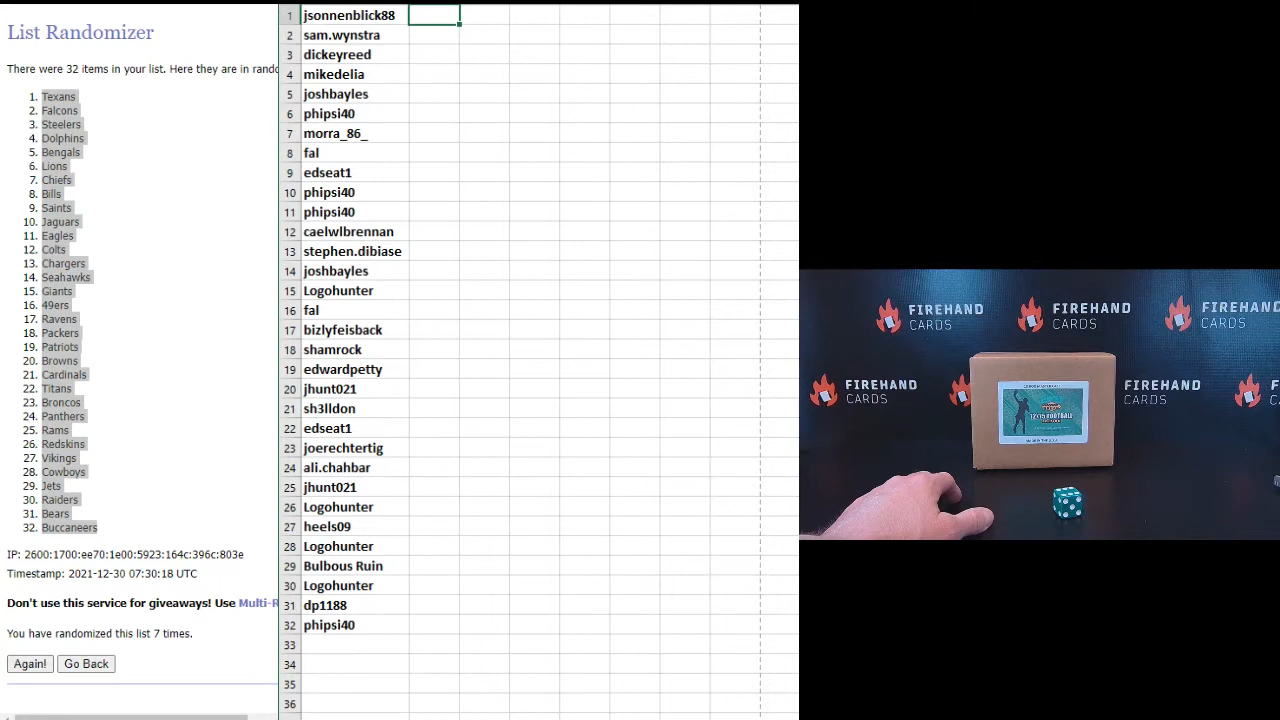 List Randomizer
There were 32 items in your list. Here they are in rando
1. Texans
2. Falcons
3. Steelers
4. Dolphins
5. Bengals
6. Lions
7. Chiefs
8. Bills
9. Saints
10. Jaguars
11. Eagles
12. Colts
13. Chargers
14. Seahawks
15. Giants
16. 49ers
17. Ravens
18. Packers
19. Patriots
20. Browns
21. Cardinals
22. Titans
23. Broncos
24. Panthers
25. Rams
26. Redskins
27. Vikings
28. Cowboys
29. Jets
30. Raiders
31. Bears
32. Buccaneers
IP: 2600:1700:ee70:1e00:5923:164c:396c:803e
Timestamp: 2021-12-30 07:30:18 UTC
Don't use this service for giveaways! Use Multi-R
You have randomized this list 7 times.
Again! Go Back
1 jsonnenblick88
2 sam.wynstra
3 dickeyreed
4 mikedelia
5 joshbayles
6 phipsi40
7 morra_86_
8 fal
9 edseat1
10 phipsi40
11 phipsi40
12 caelwlbrennan
13 stephen.dibiase
14 joshbayles
15 Logohunter
16 fal
17 bizlyfeisback
18 shamrock
19 edwardpetty
20 jhunt021
21 sh3lldon
22 edseat1
23 joerechtertig
24 ali.chahbar
25 jhunt021
26 Logohunter
27 heels09
28 Logohunter
29 Bulbous Ruin
30 Logohunter
31 dp1188
32 phipsi40
33
34
35
36
FIREHAND CARDS
FIREHAND CARDS
FIREHAND CARDS
FIREHAND CARDS
FIREHAND CARDS
FOOTBALL